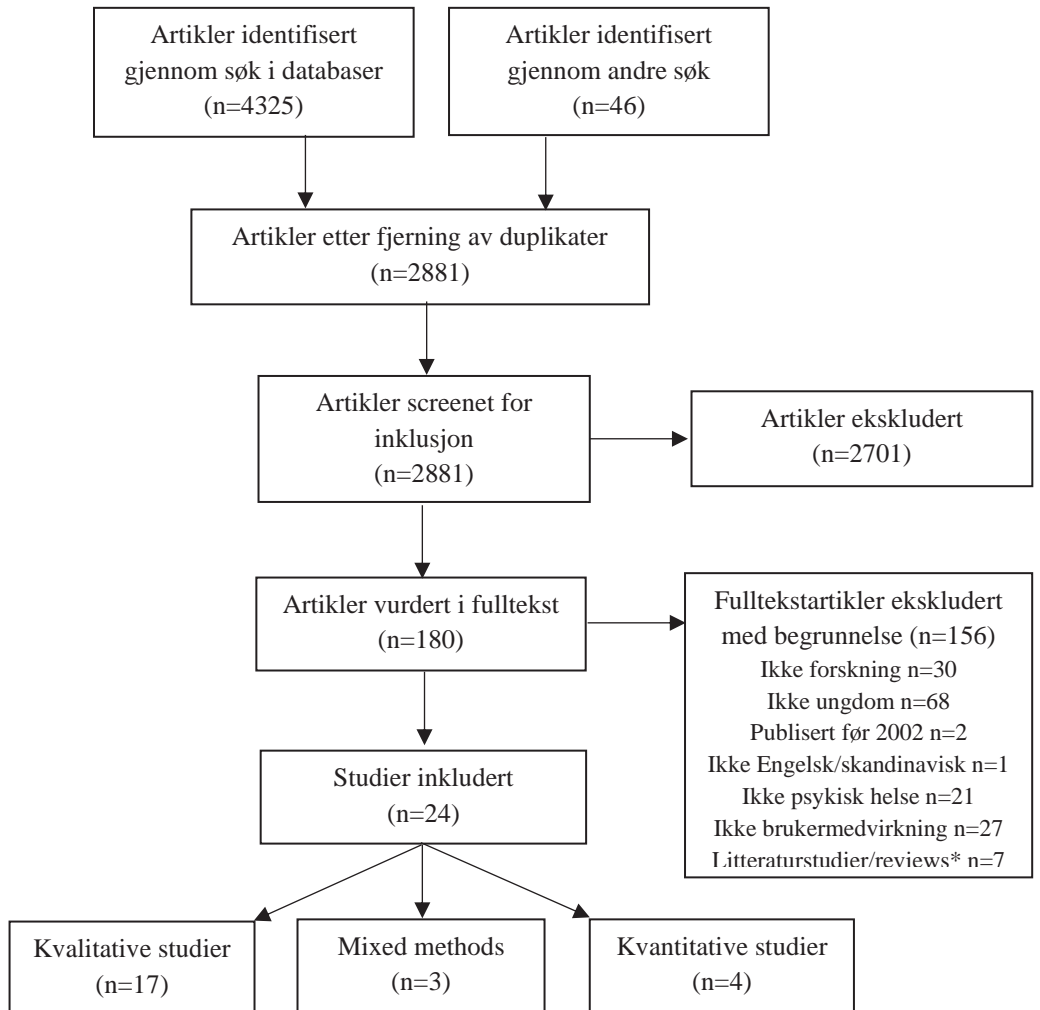 Artikler identifisert
gjennom søk i databaser
(n=4325)
Artikler identifisert
gjennom andre søk
(n=46)
Artikler etter fjerning av duplikater
(n=2881)
Artikler screenet for
inklusjon
(n=2881)
Artikler ekskludert
(n=2701)
Artikler vurdert i fulltekst
(n=180)
Fulltekstartikler ekskludert
med begrunnelse (n=156)
Ikke forskning n=30
Ikke ungdom n=68
Publisert før 2002 n=2
Ikke Engelsk/skandinavisk n=1
Ikke psykisk helse n=21
Ikke brukermedvirkning n=27
Litteraturstudier/reviews* n=7
Studier inkludert
(n=24)
Kvalitative studier
(n=17)
Mixed methods
(n=3)
Kvantitative studier
(n=4)